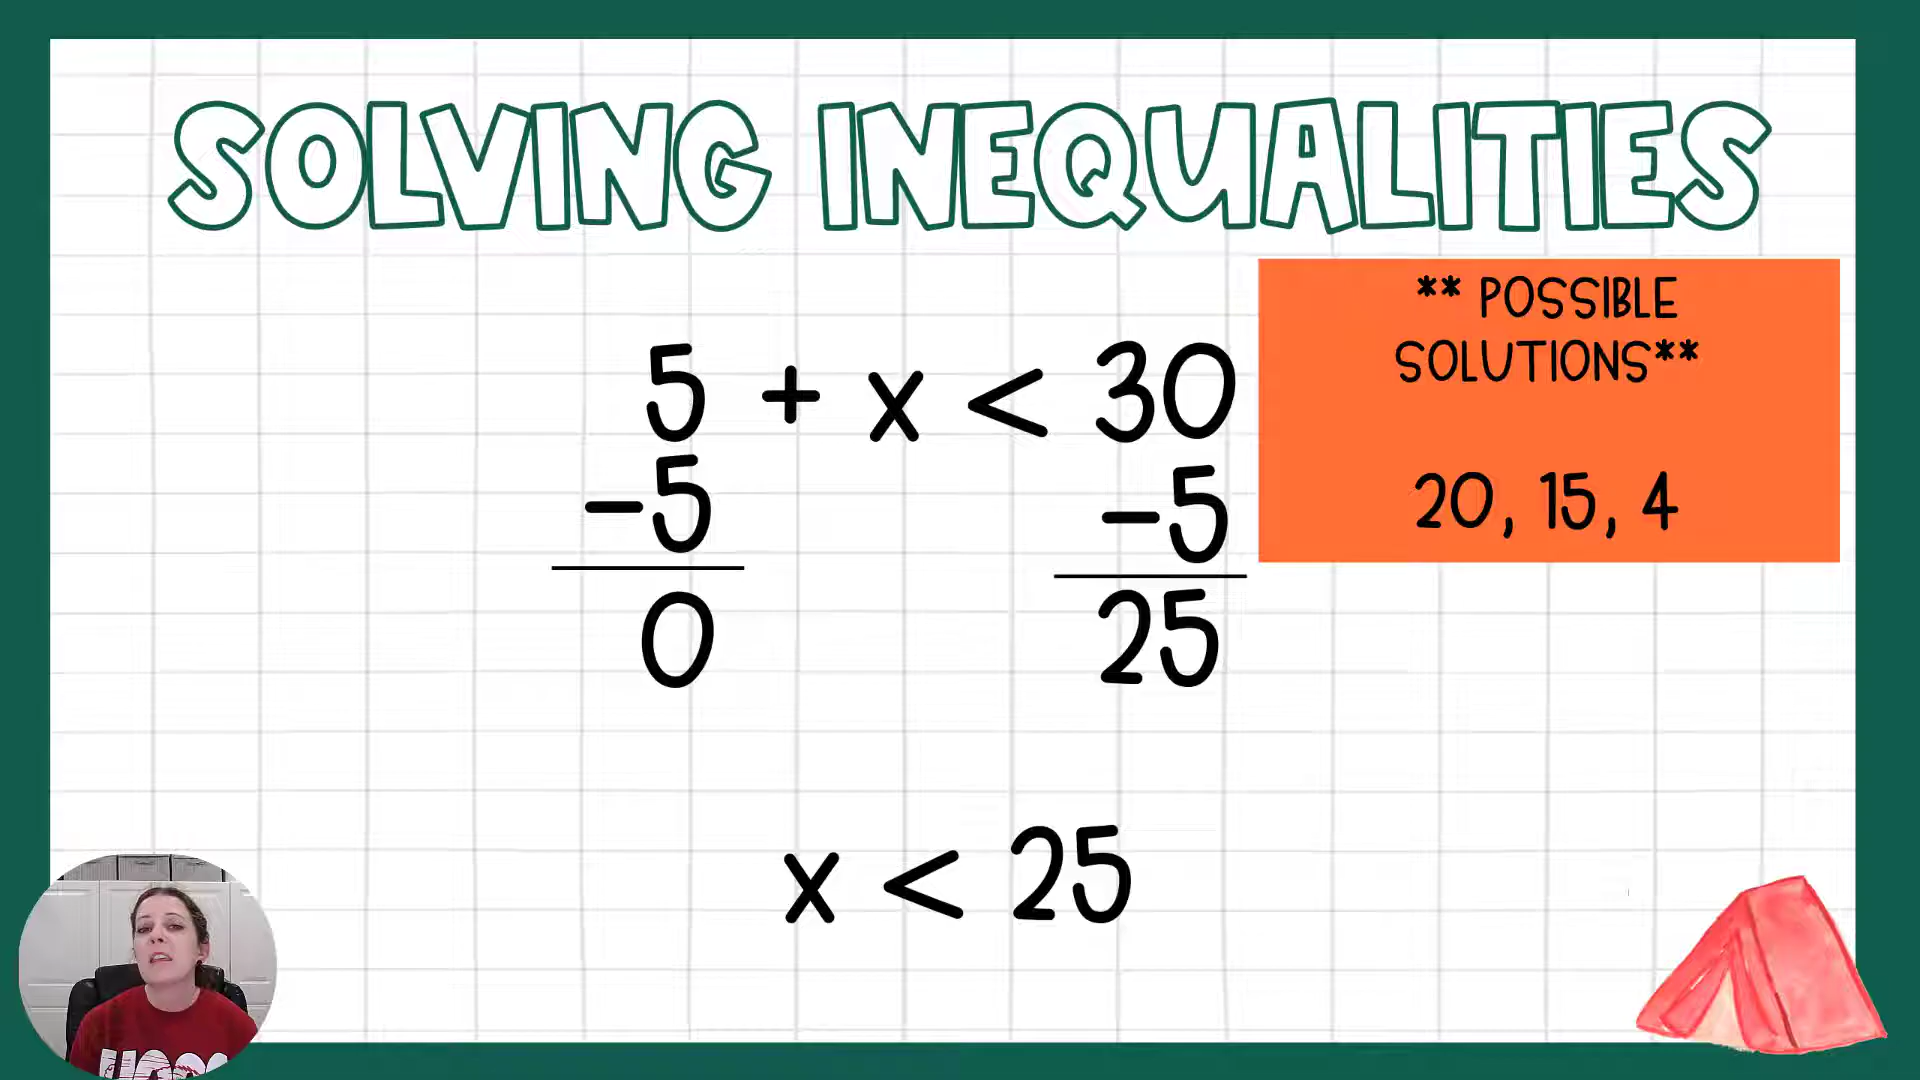 SOLVING INEQUALITIES
** POSSIBLE
SOLUTIONS**
20, 15, 4
5 + x < 30
-5 -5
0 25
x < 25